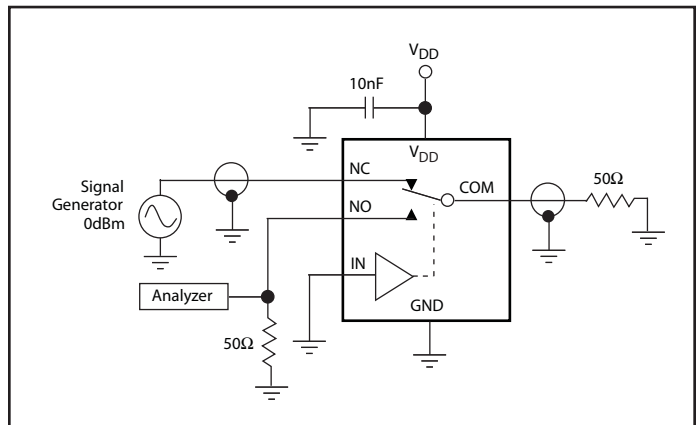 VDD
10nF
VDD
NC
COM
50Ω
Signal
Generator
0dBm
NO
IN
Analyzer
GND
50Ω